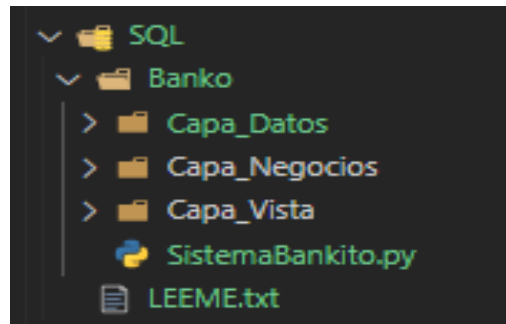 SQL
Banko
Capa_Datos
Capa_Negocios
Capa_Vista
SistemaBankito.py
LEEME.txt